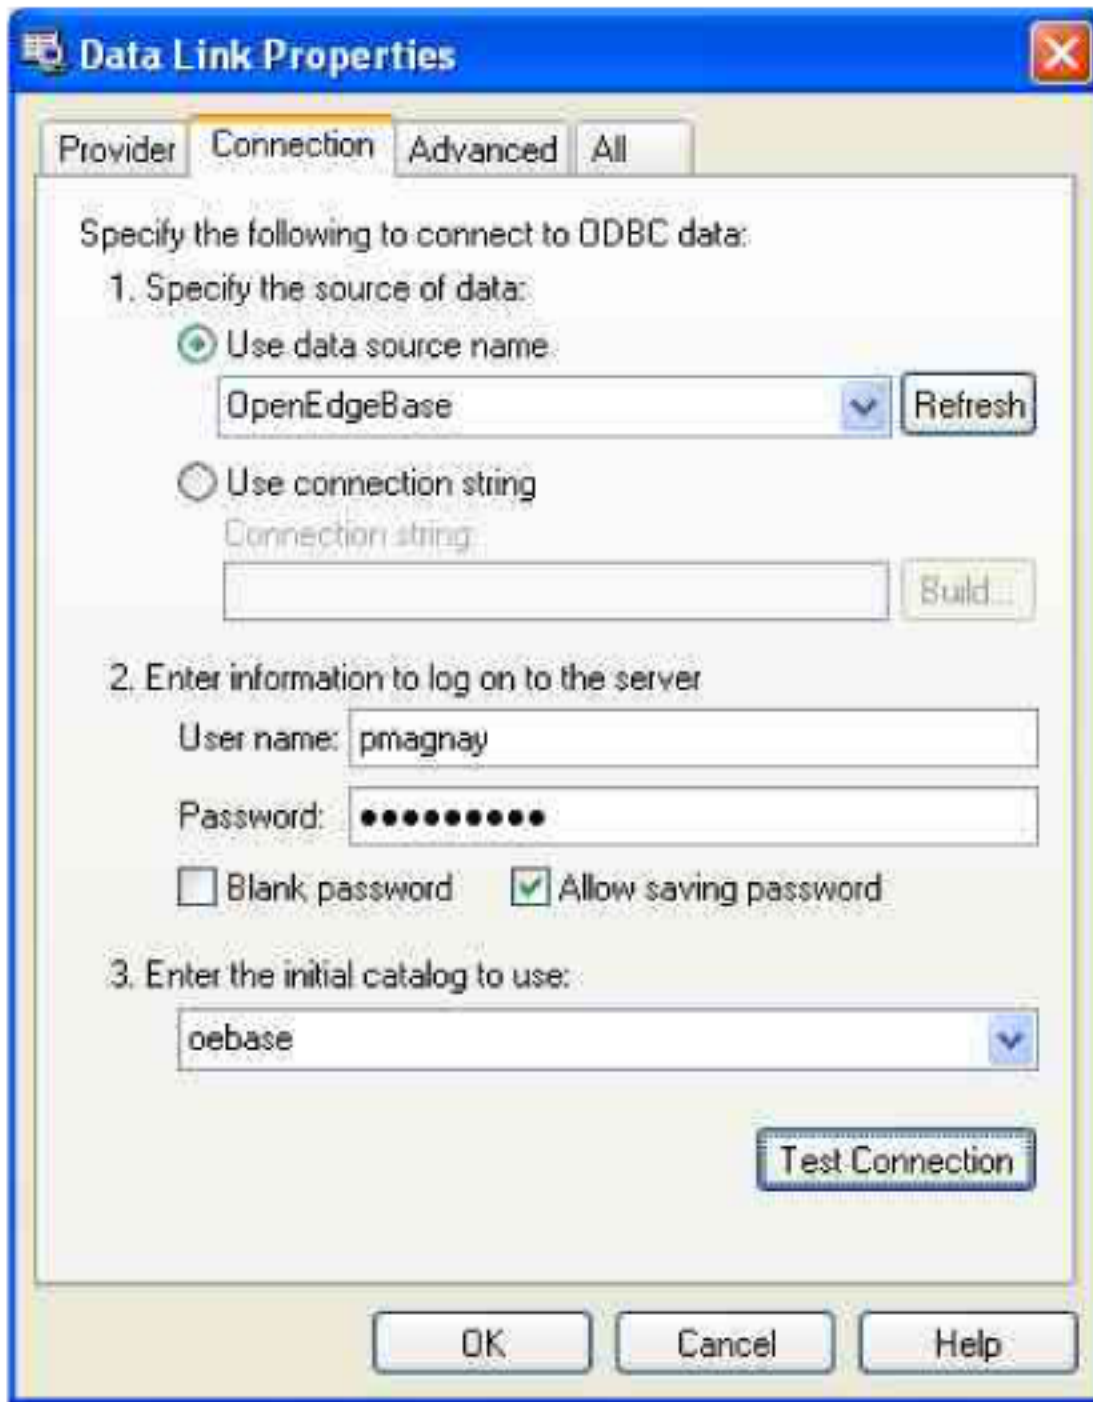 Data Link Properties
Provider Connection Advanced All
Specify the following to connect to ODBC data:
1. Specify the source of data:
Use data source name
OpenEdgeBase Refresh
Use connection string
Connection string:
Build...
2. Enter information to log on to the server
User name: pmagnay
Password: ●●●●●●●●●
Blank password Allow saving password
3. Enter the initial catalog to use:
oebase
Test Connection
OK Cancel Help